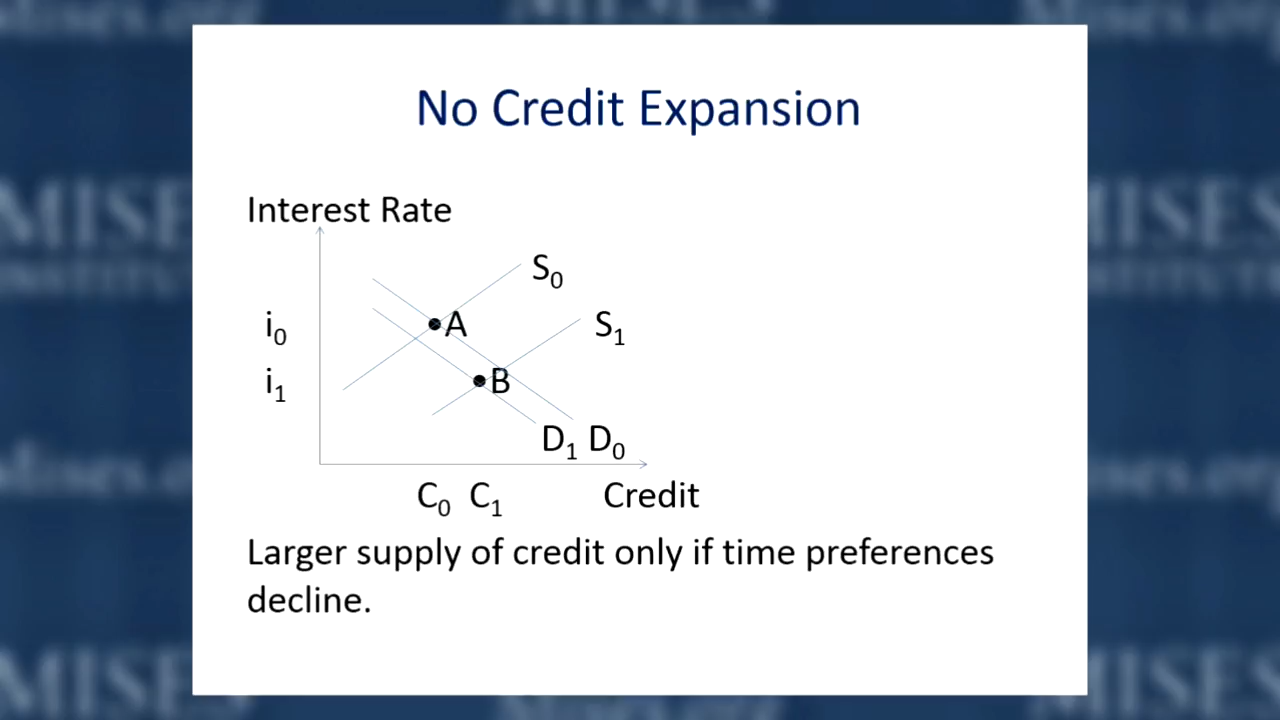 No Credit Expansion
Interest Rate
S₀
i₀
A
S₁
i₁
B
D₁ D₀
C₀ C₁ Credit
Larger supply of credit only if time preferences
decline.